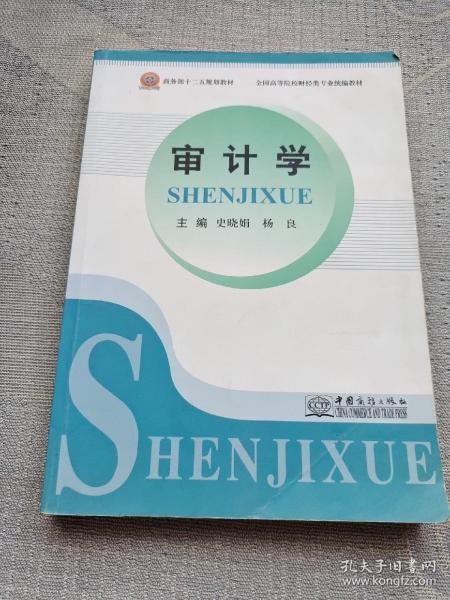 商务部十二五规划教材 全国高等院校财经类专业统编教材
审计学
SHENJIXUE
主编 史晓娟 杨良
CCTP
中国商务出版社
CHINA COMMERCE AND TRADE PRESS
SHENJIXUE
孔夫子旧书网
www.kongfz.com